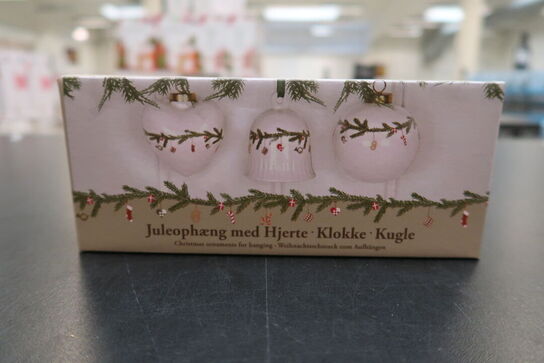 Juleophæng med Hjerte · Klokke · Kugle
Christmas ornaments for hanging · Weihnachtsschmuck zum Aufhängen